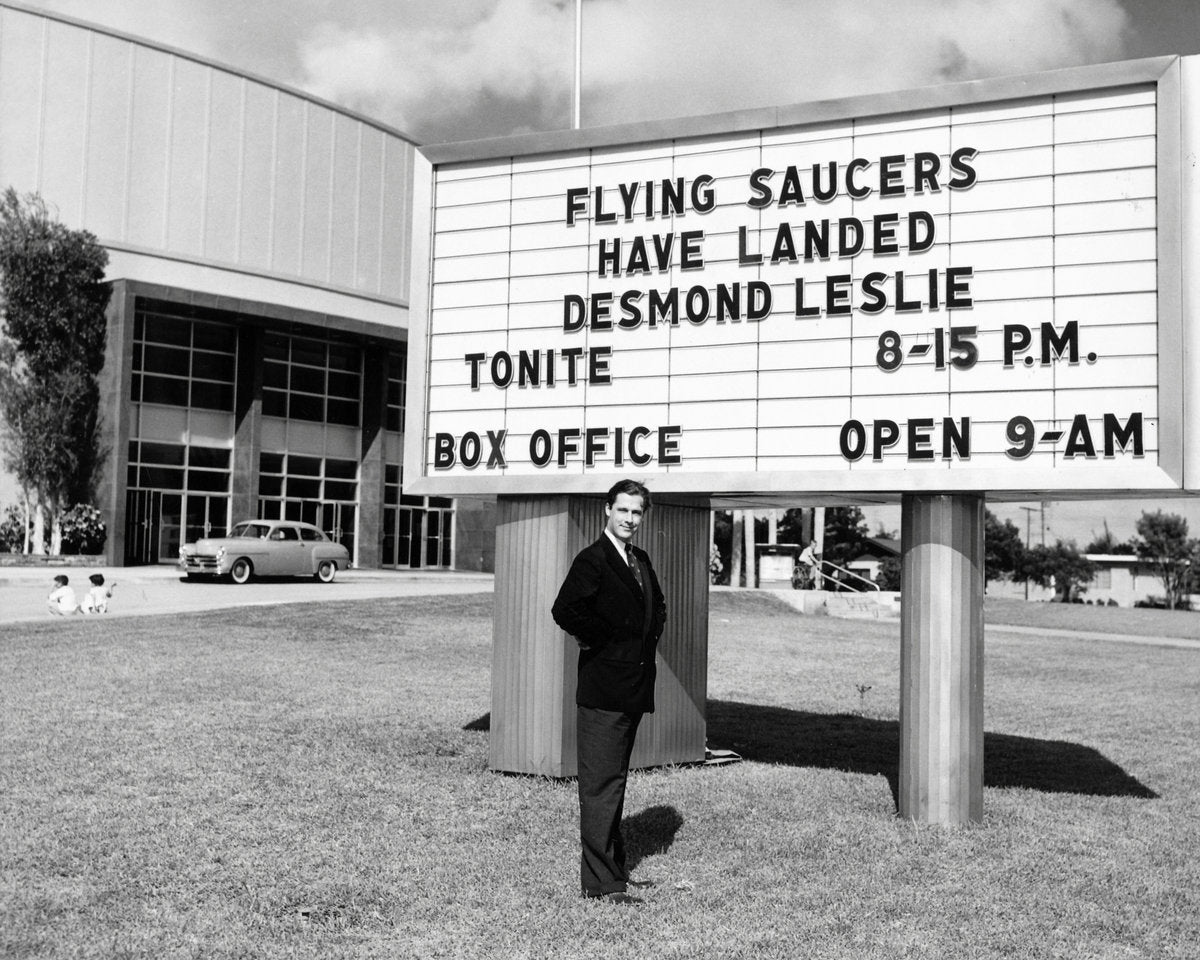 FLYING SAUCERS
HAVE LANDED
DESMOND LESLIE
TONITE 8-15 P.M.
BOX OFFICE OPEN 9-AM